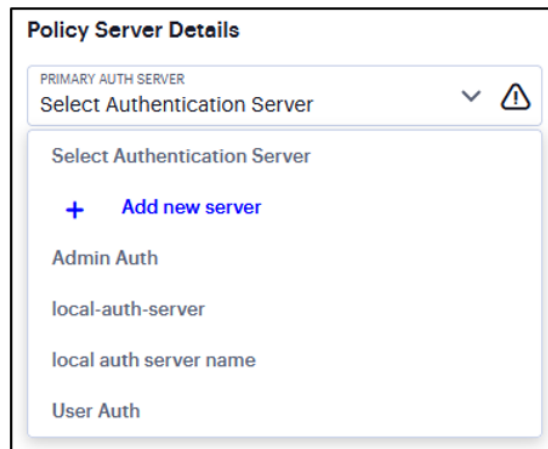 Policy Server Details
PRIMARY AUTH SERVER
Select Authentication Server
Select Authentication Server
+ Add new server
Admin Auth
local-auth-server
local auth server name
User Auth